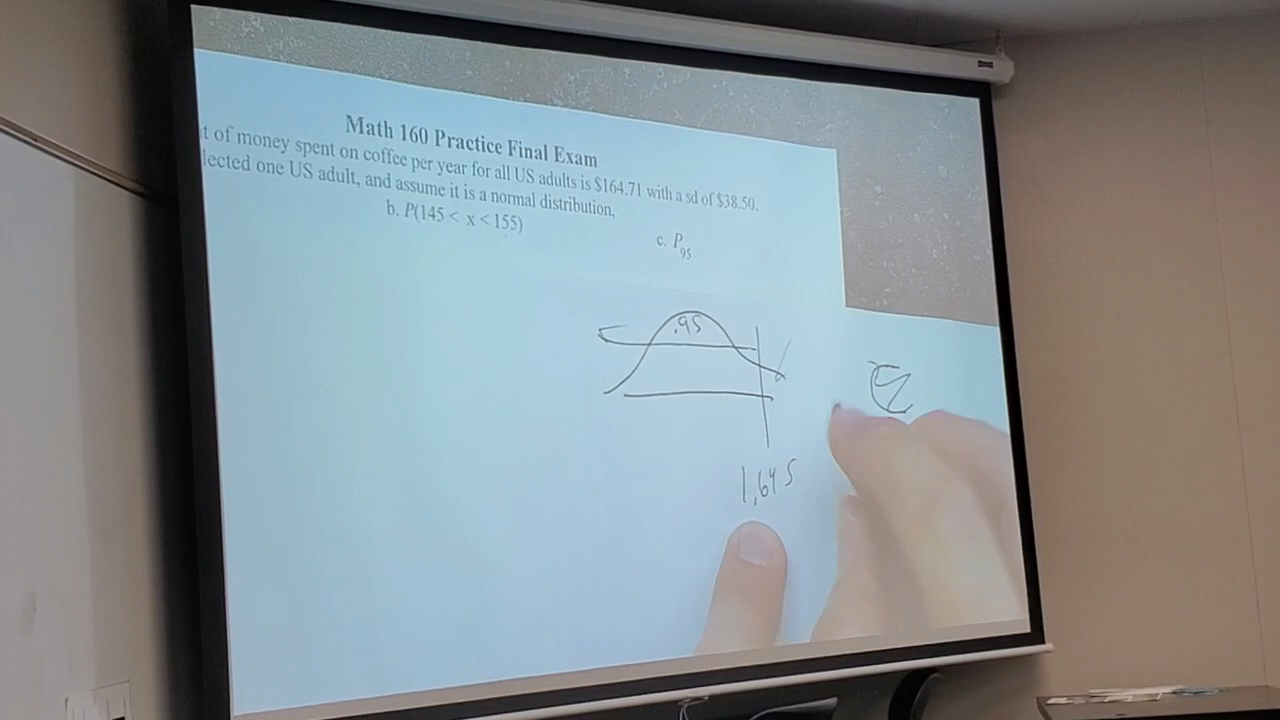 Math 160 Practice Final Exam
t of money spent on coffee per year for all US adults is $164.71 with a sd of $38.50.
lected one US adult, and assume it is a normal distribution,
b. P(145 < x < 155)
c. P95
.95
1.645